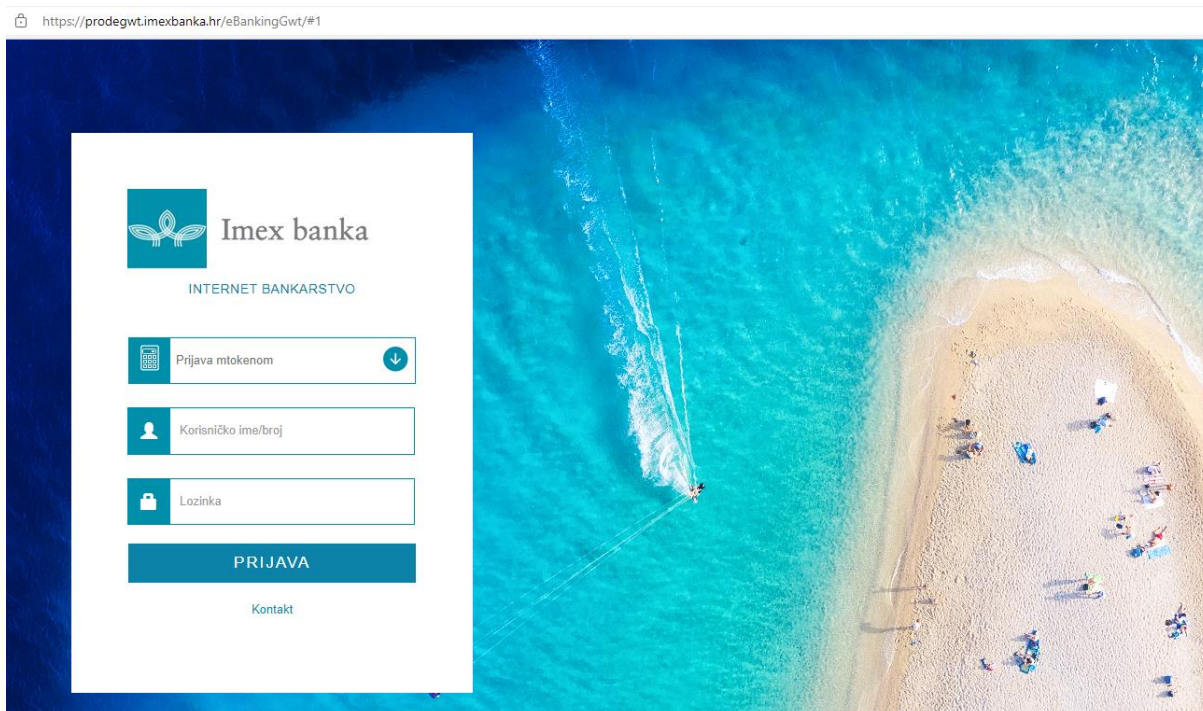 https://prodegwt.imexbanka.hr/eBankingGwt/#1
Imex banka
INTERNET BANKARSTVO
Prijava mtokenom
Korisničko ime/broj
Lozinka
PRIJAVA
Kontakt